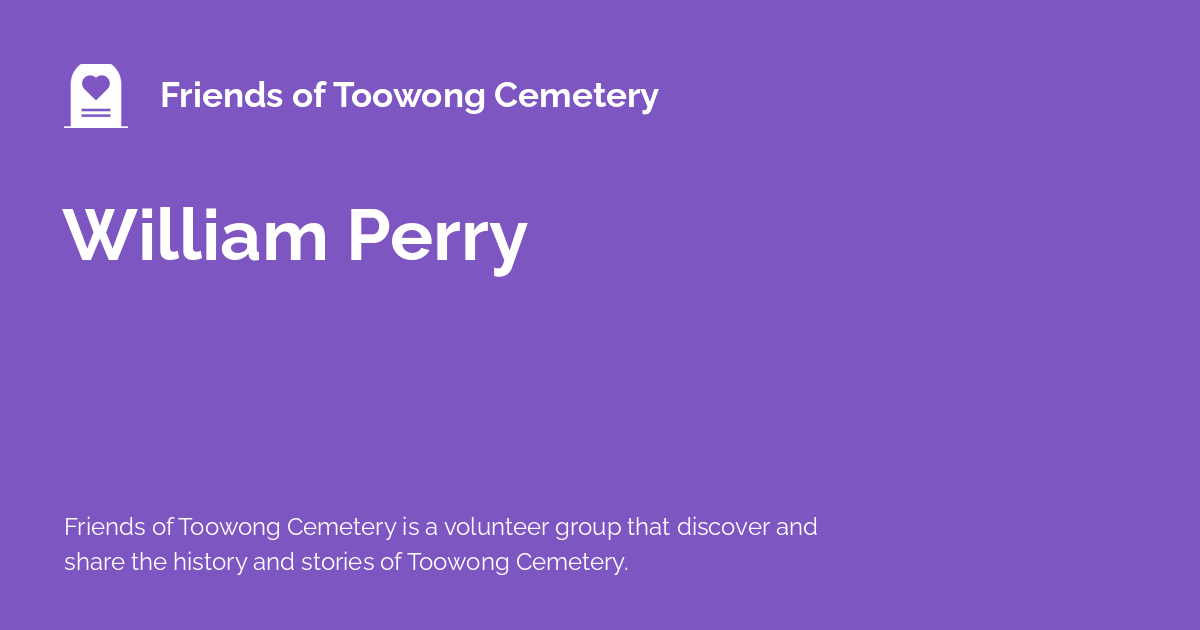 Friends of Toowong Cemetery
William Perry
Friends of Toowong Cemetery is a volunteer group that discover and
share the history and stories of Toowong Cemetery.